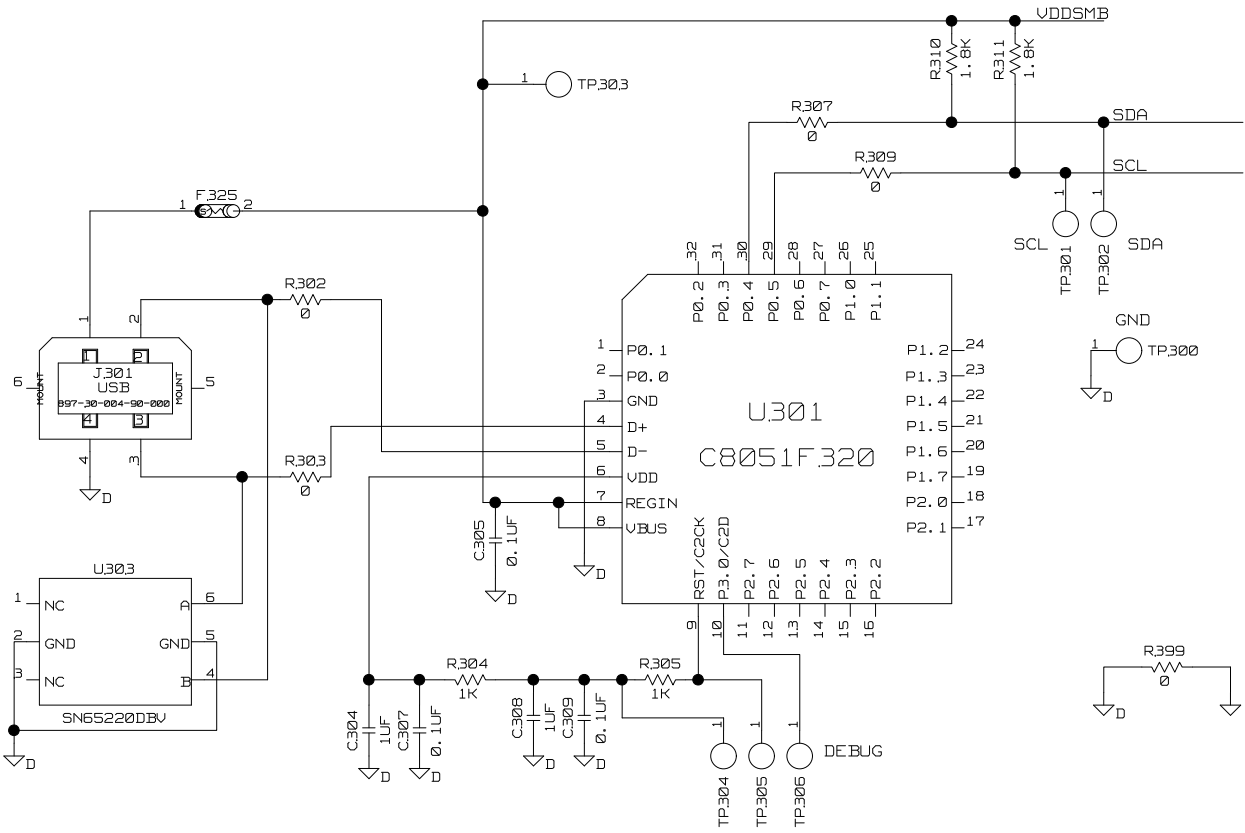 VDDSMB
R310
1.8K
R311
1.8K
1
TP303
R307
0
SDA
R309
0
SCL
F325
1
2
1
1
SCL
TP301
TP302
SDA
32
31
30
29
28
27
26
25
P0.2
P0.3
P0.4
P0.5
P0.6
P0.7
P1.0
P1.1
R302
0
1
2
1
2
6
MOUNT
J301
USB
897-30-004-90-000
MOUNT
5
4
3
4
3
D
R303
0
1
P0.1
2
P0.0
3
GND
4
D+
5
D-
6
VDD
7
REGIN
8
VBUS
U301
C8051F320
P1.2
24
P1.3
23
P1.4
22
P1.5
21
P1.6
20
P1.7
19
P2.0
18
P2.1
17
GND
1
TP300
D
C305
0.1UF
D
D
RST/C2CK
P3.0/C2D
P2.7
P2.6
P2.5
P2.4
P2.3
P2.2
9
10
11
12
13
14
15
16
U303
1
NC
A
6
2
GND
GND
5
3
NC
B
4
SN65220DBV
D
R304
1K
R305
1K
C304
1UF
C307
0.1UF
C308
1UF
C309
0.1UF
D
D
D
D
1
1
1
DEBUG
TP304
TP305
TP306
R399
0
D